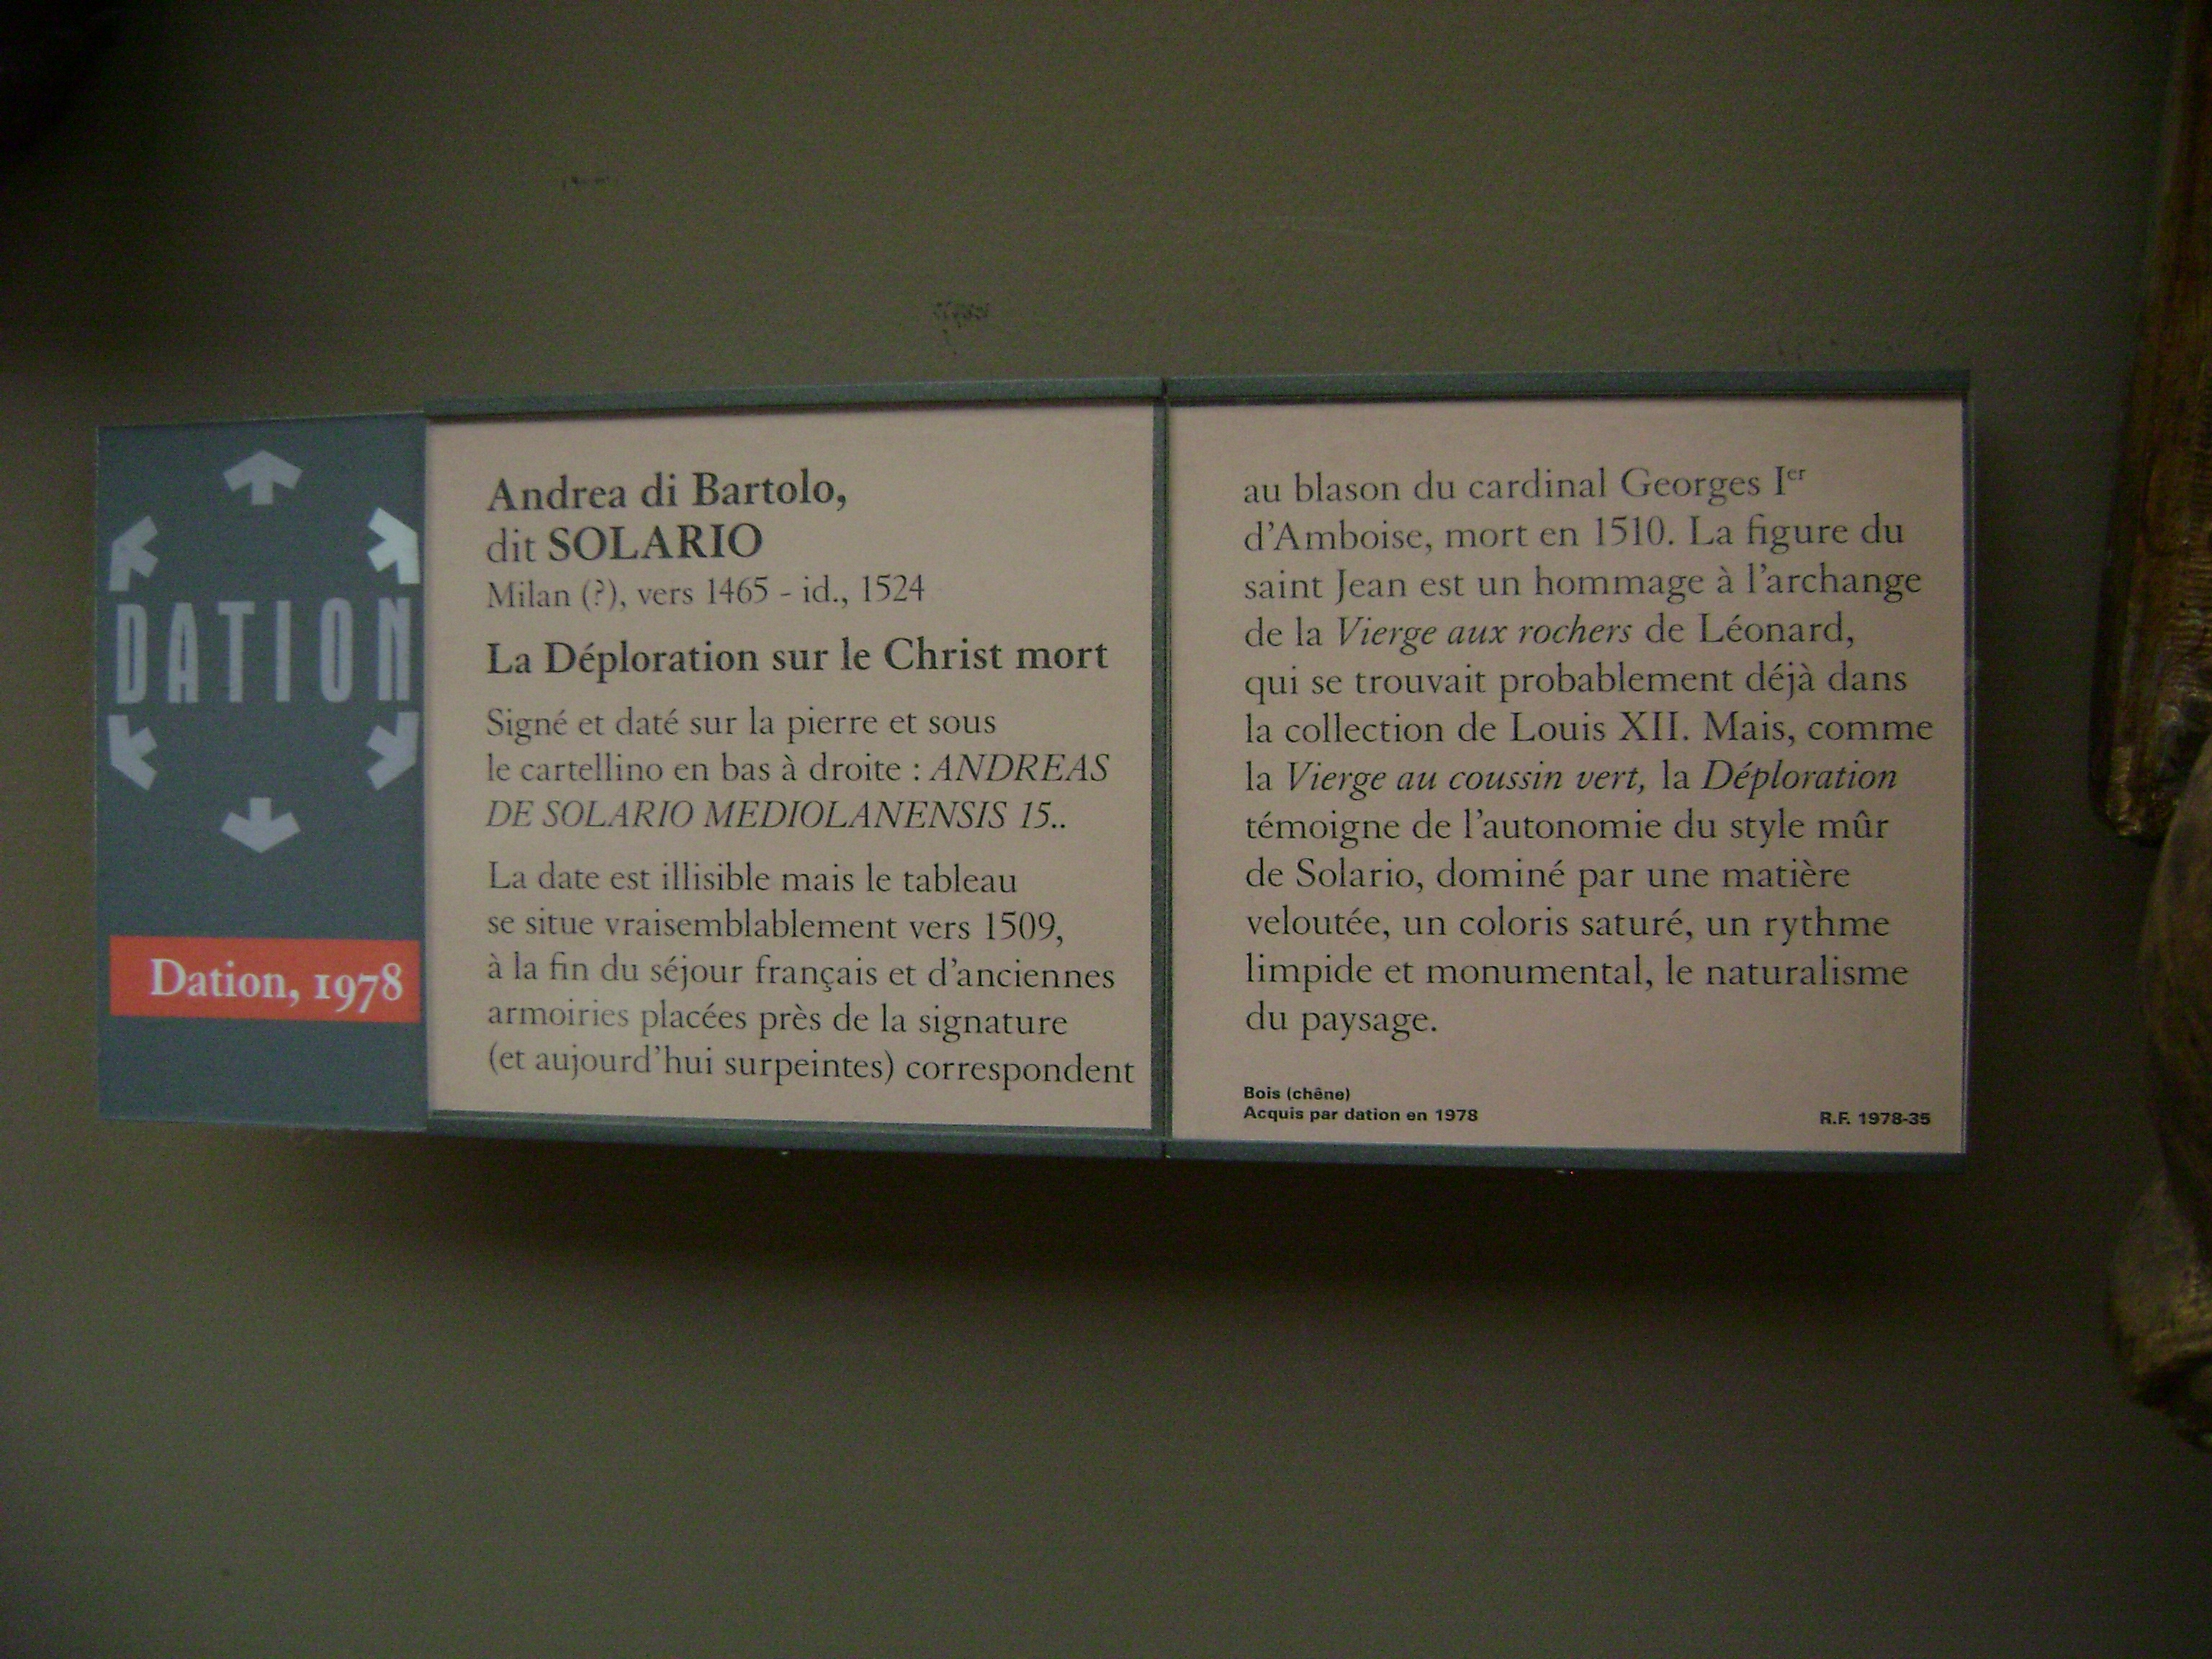 DATION
Dation, 1978
Andrea di Bartolo,
dit SOLARIO
Milan (?), vers 1465 - id., 1524
La Déploration sur le Christ mort
Signé et daté sur la pierre et sous
le cartellino en bas à droite : ANDREAS
DE SOLARIO MEDIOLANENSIS 15..
La date est illisible mais le tableau
se situe vraisemblablement vers 1509,
à la fin du séjour français et d'anciennes
armoiries placées près de la signature
(et aujourd'hui surpeintes) correspondent
au blason du cardinal Georges Ier
d'Amboise, mort en 1510. La figure du
saint Jean est un hommage à l'archange
de la Vierge aux rochers de Léonard,
qui se trouvait probablement déjà dans
la collection de Louis XII. Mais, comme
la Vierge au coussin vert, la Déploration
témoigne de l'autonomie du style mûr
de Solario, dominé par une matière
veloutée, un coloris saturé, un rythme
limpide et monumental, le naturalisme
du paysage.
Bois (chêne)
Acquis par dation en 1978
R.F. 1978-35